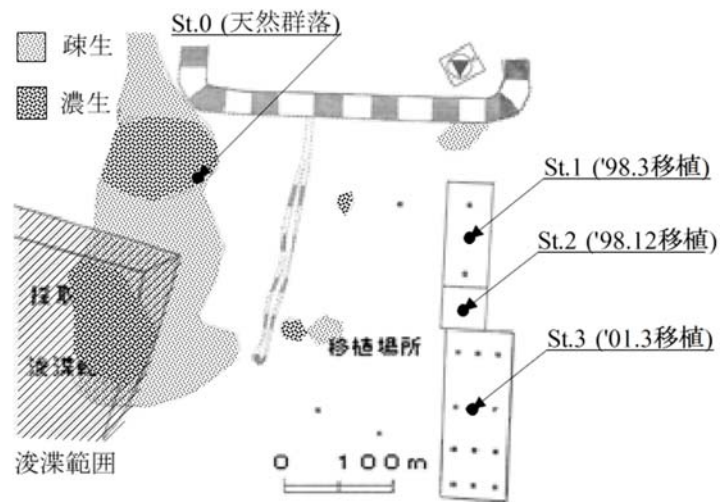 St.0 (天然群落)
疎生
濃生
St.1 ('98.3移植)
St.2 ('98.12移植)
St.3 ('01.3移植)
採取
移植場所
浚渫
浚渫範囲
0 100m